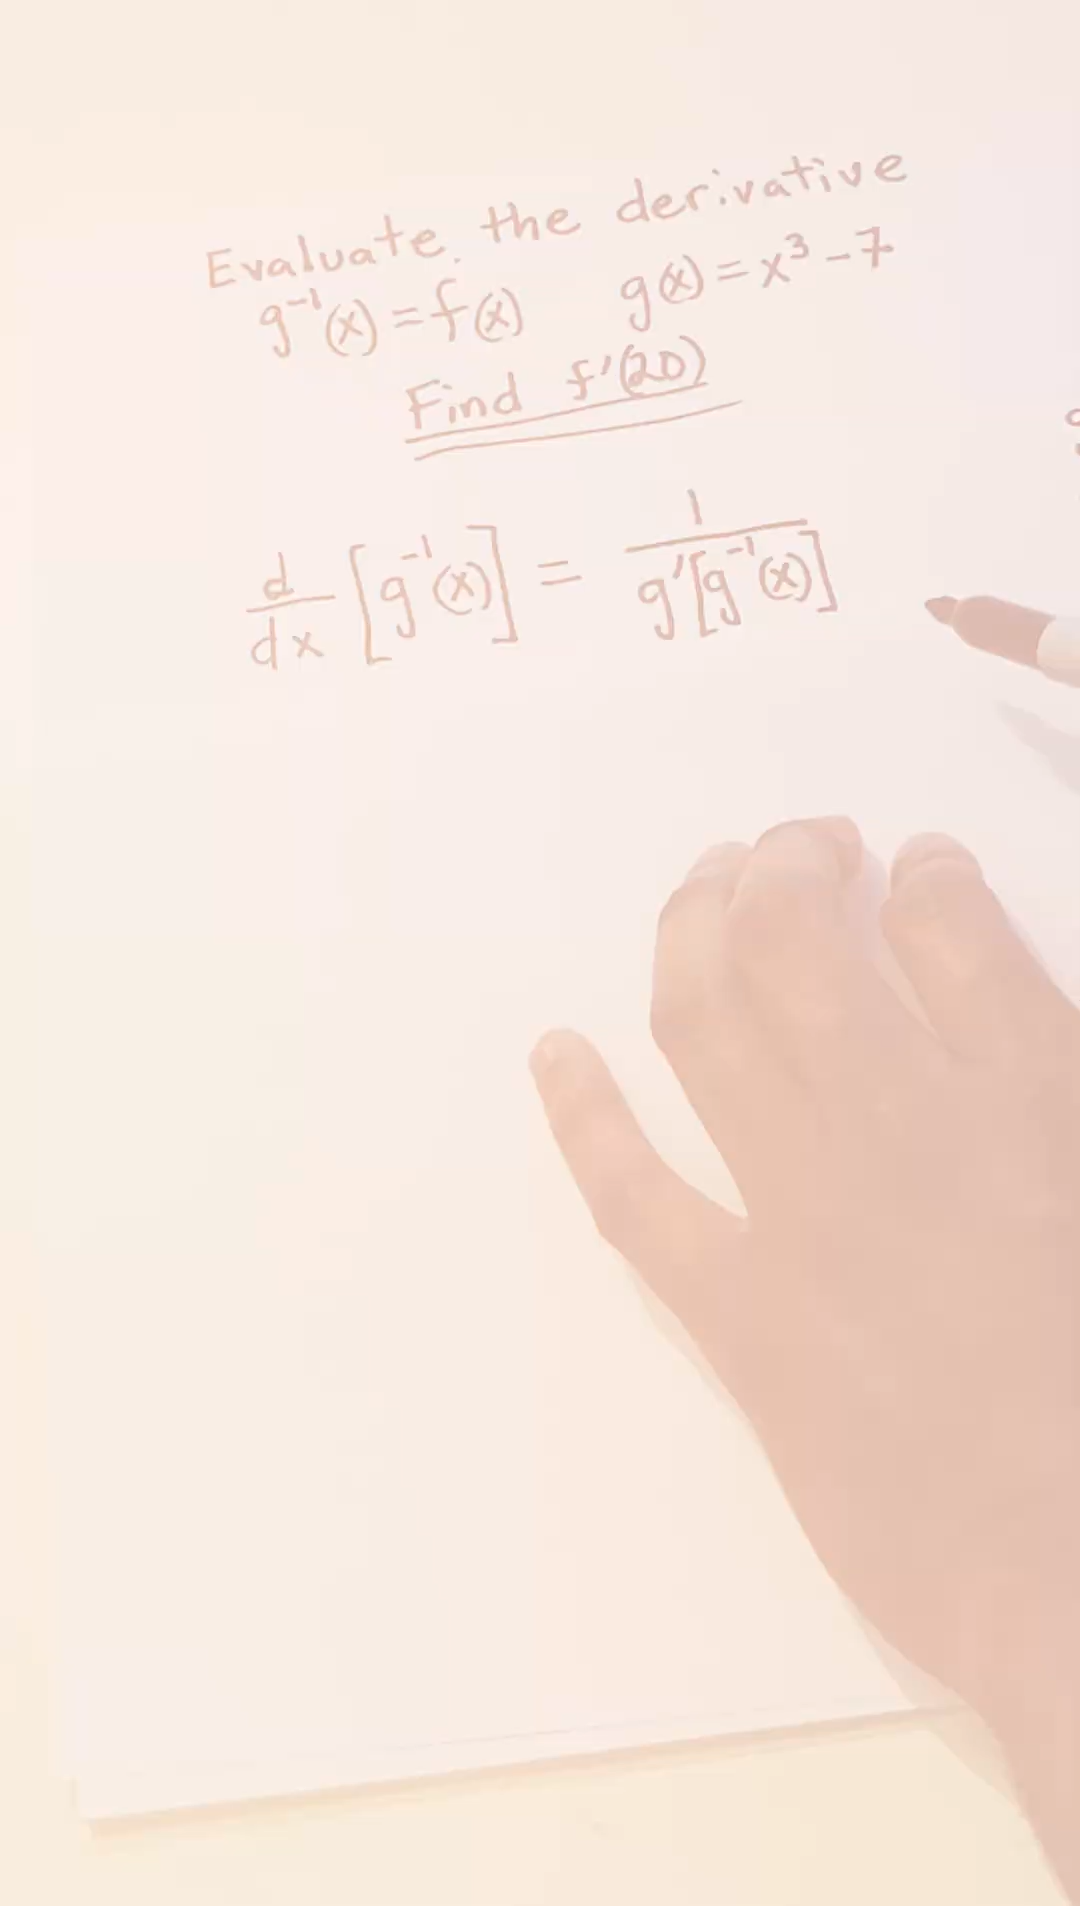 Evaluate the derivative
g⁻¹(x) = f(x) g(x) = x³ - 7
Find f'(20)
d/dx [g⁻¹(x)] = 1/g'[g⁻¹(x)]